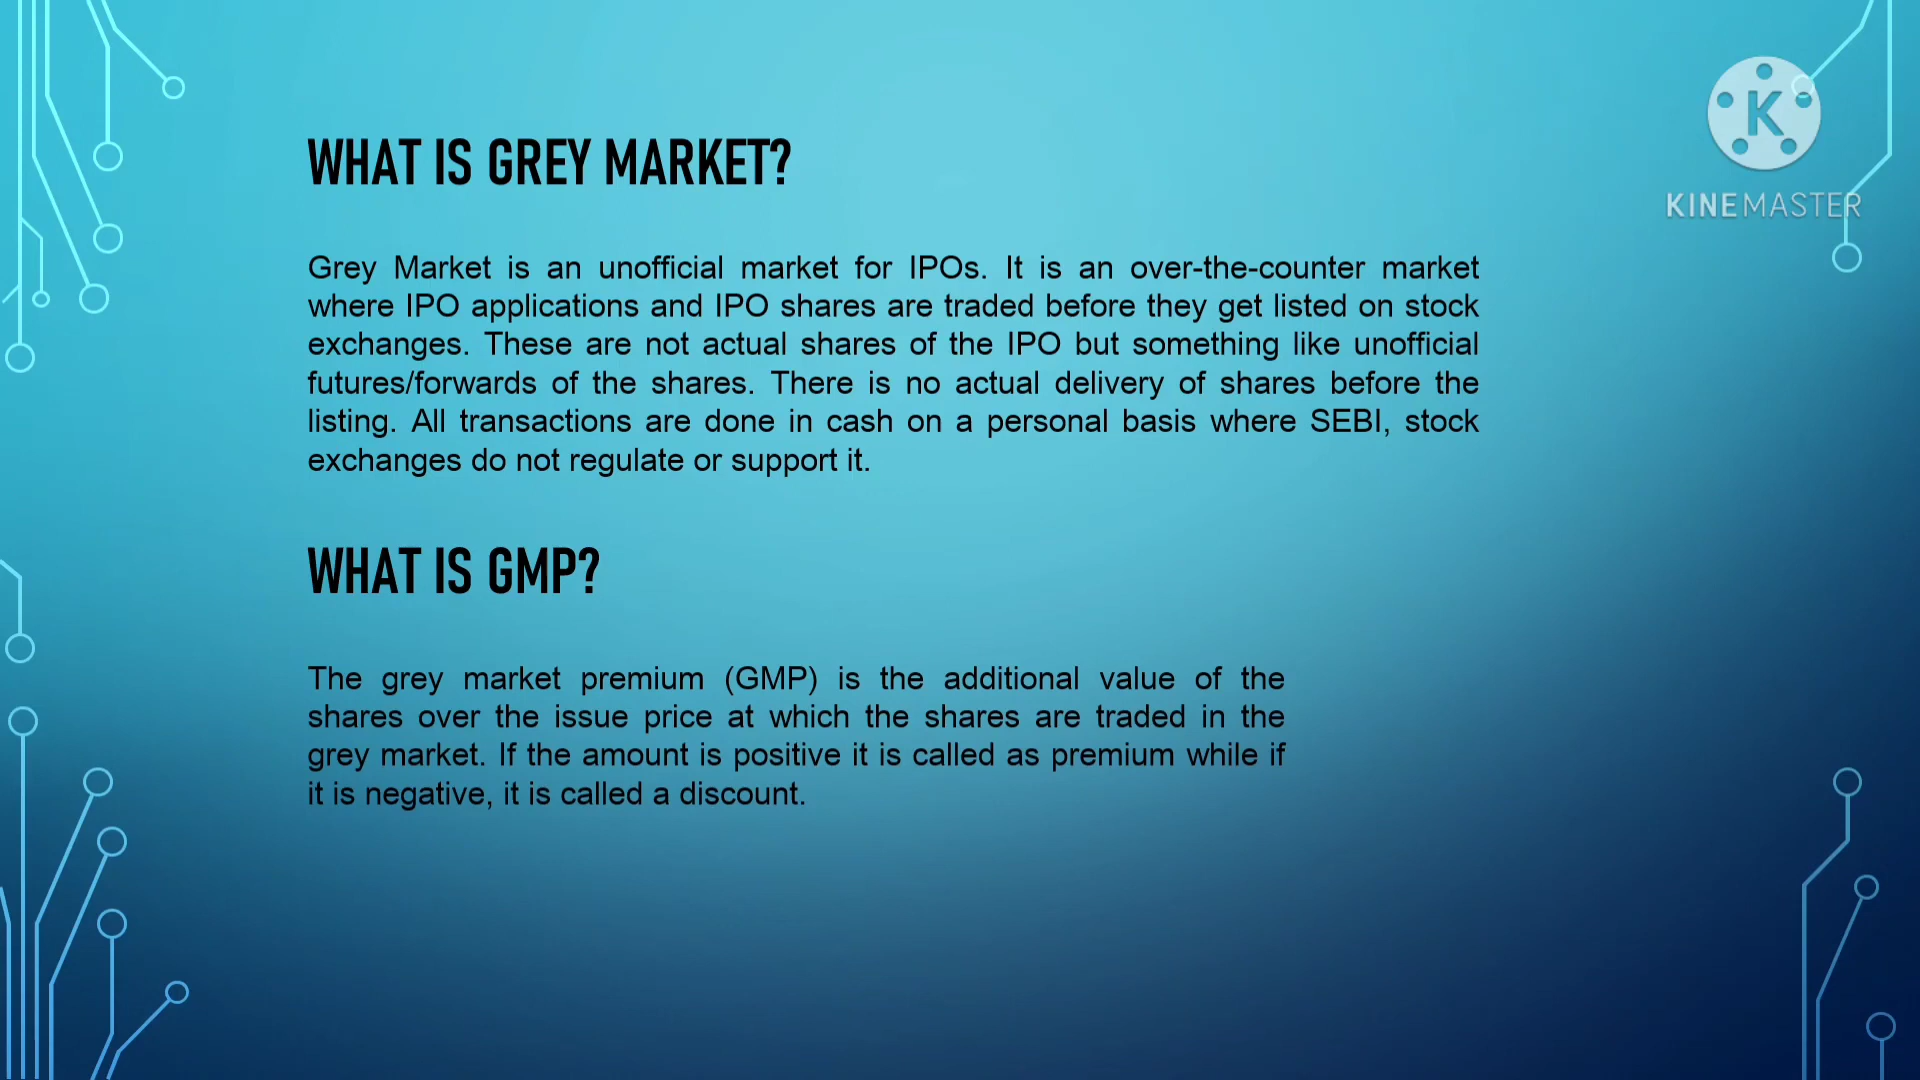 WHAT IS GREY MARKET?
KINEMASTER
Grey Market is an unofficial market for IPOs. It is an over-the-counter market
where IPO applications and IPO shares are traded before they get listed on stock
exchanges. These are not actual shares of the IPO but something like unofficial
futures/forwards of the shares. There is no actual delivery of shares before the
listing. All transactions are done in cash on a personal basis where SEBI, stock
exchanges do not regulate or support it.
WHAT IS GMP?
The grey market premium (GMP) is the additional value of the
shares over the issue price at which the shares are traded in the
grey market. If the amount is positive it is called as premium while if
it is negative, it is called a discount.